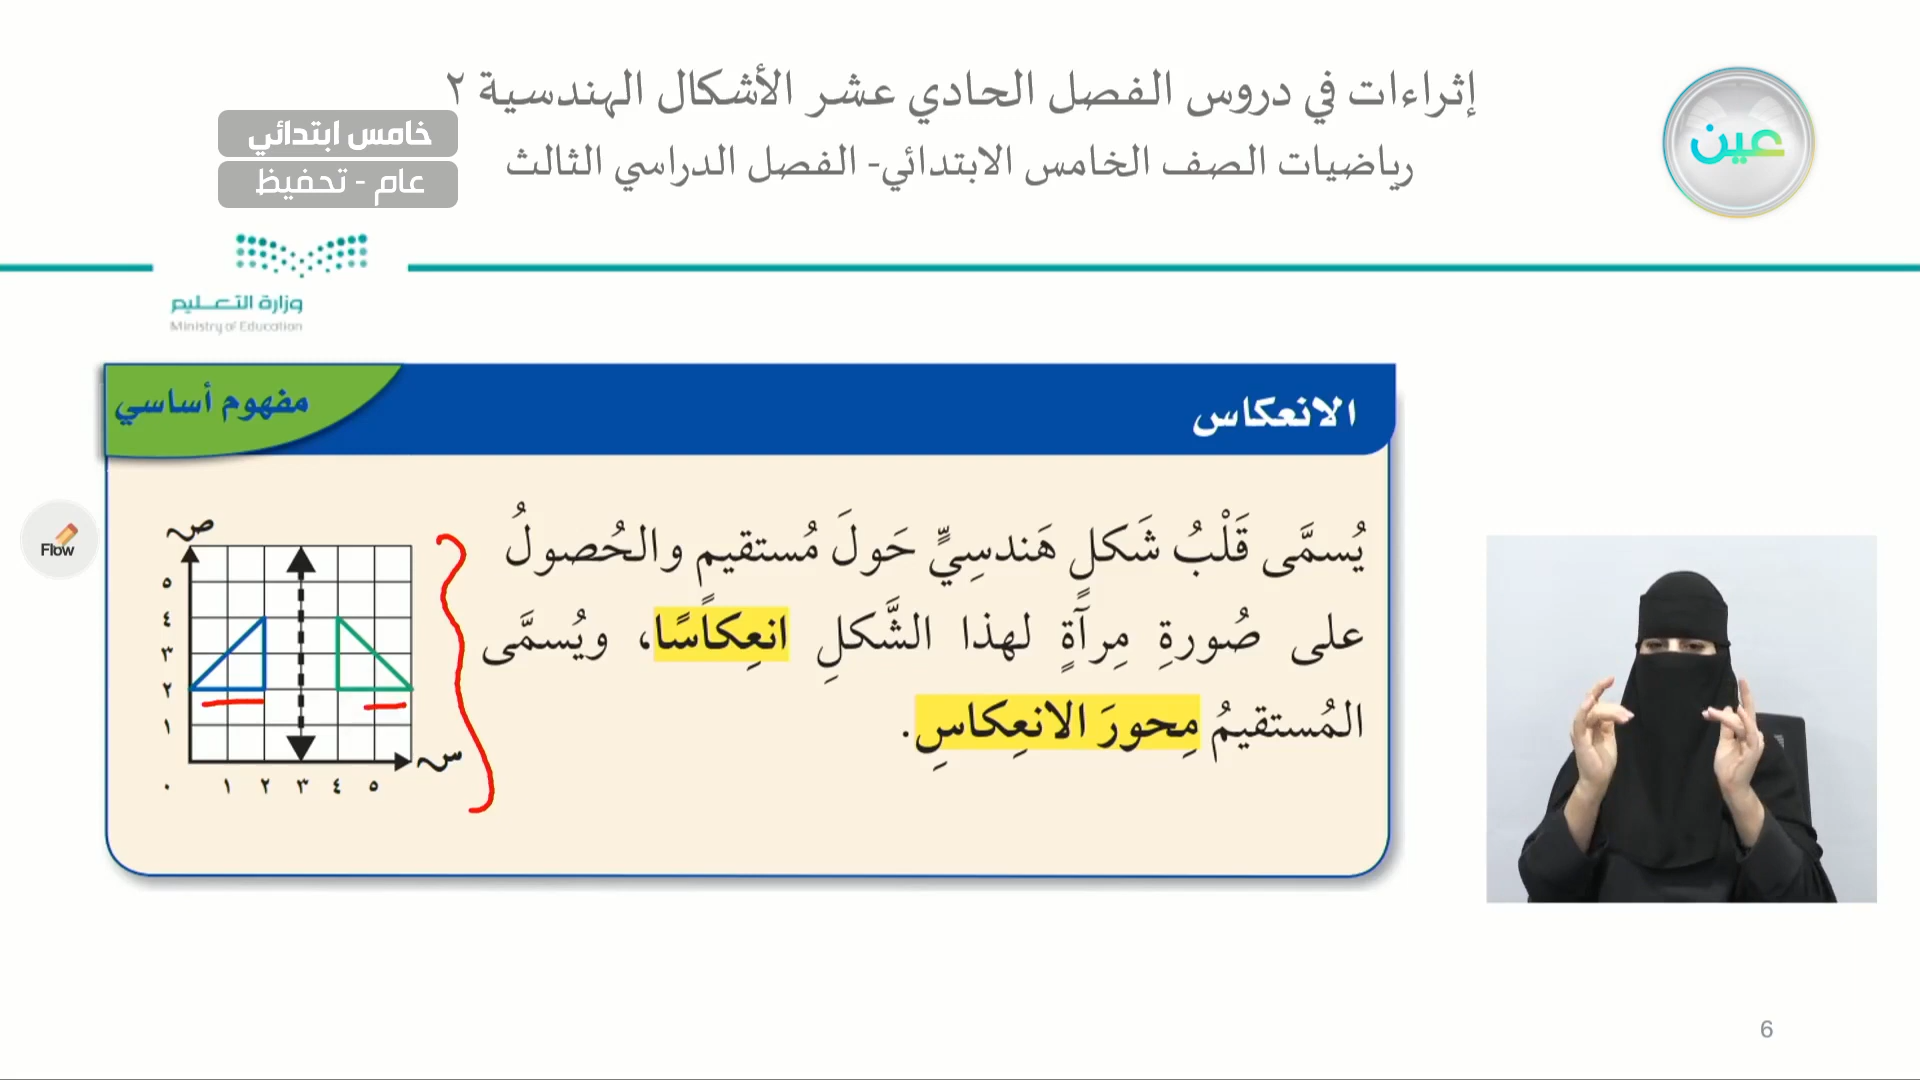 إثراءات في دروس الفصل الحادي عشر الأشكال الهندسية ٢
رياضيات الصف الخامس الابتدائي- الفصل الدراسي الثالث
عين
خامس ابتدائي
عام - تحفيظ
وزارة التعليم
Ministry of Education
الانعكاس
مفهوم أساسي
يُسمَّى قَلْبُ شَكلٍ هَندسِيٍّ حَولَ مُستقيمٍ والحُصولُ
على صُورةِ مِرآةٍ لهذا الشَّكلِ انعِكاسًا، ويُسمَّى
المُستقيمُ مِحورَ الانعِكاسِ.
Flow
ص
٥
٤
٣
٢
١
٠ ١ ٢ ٣ ٤ ٥
س
6